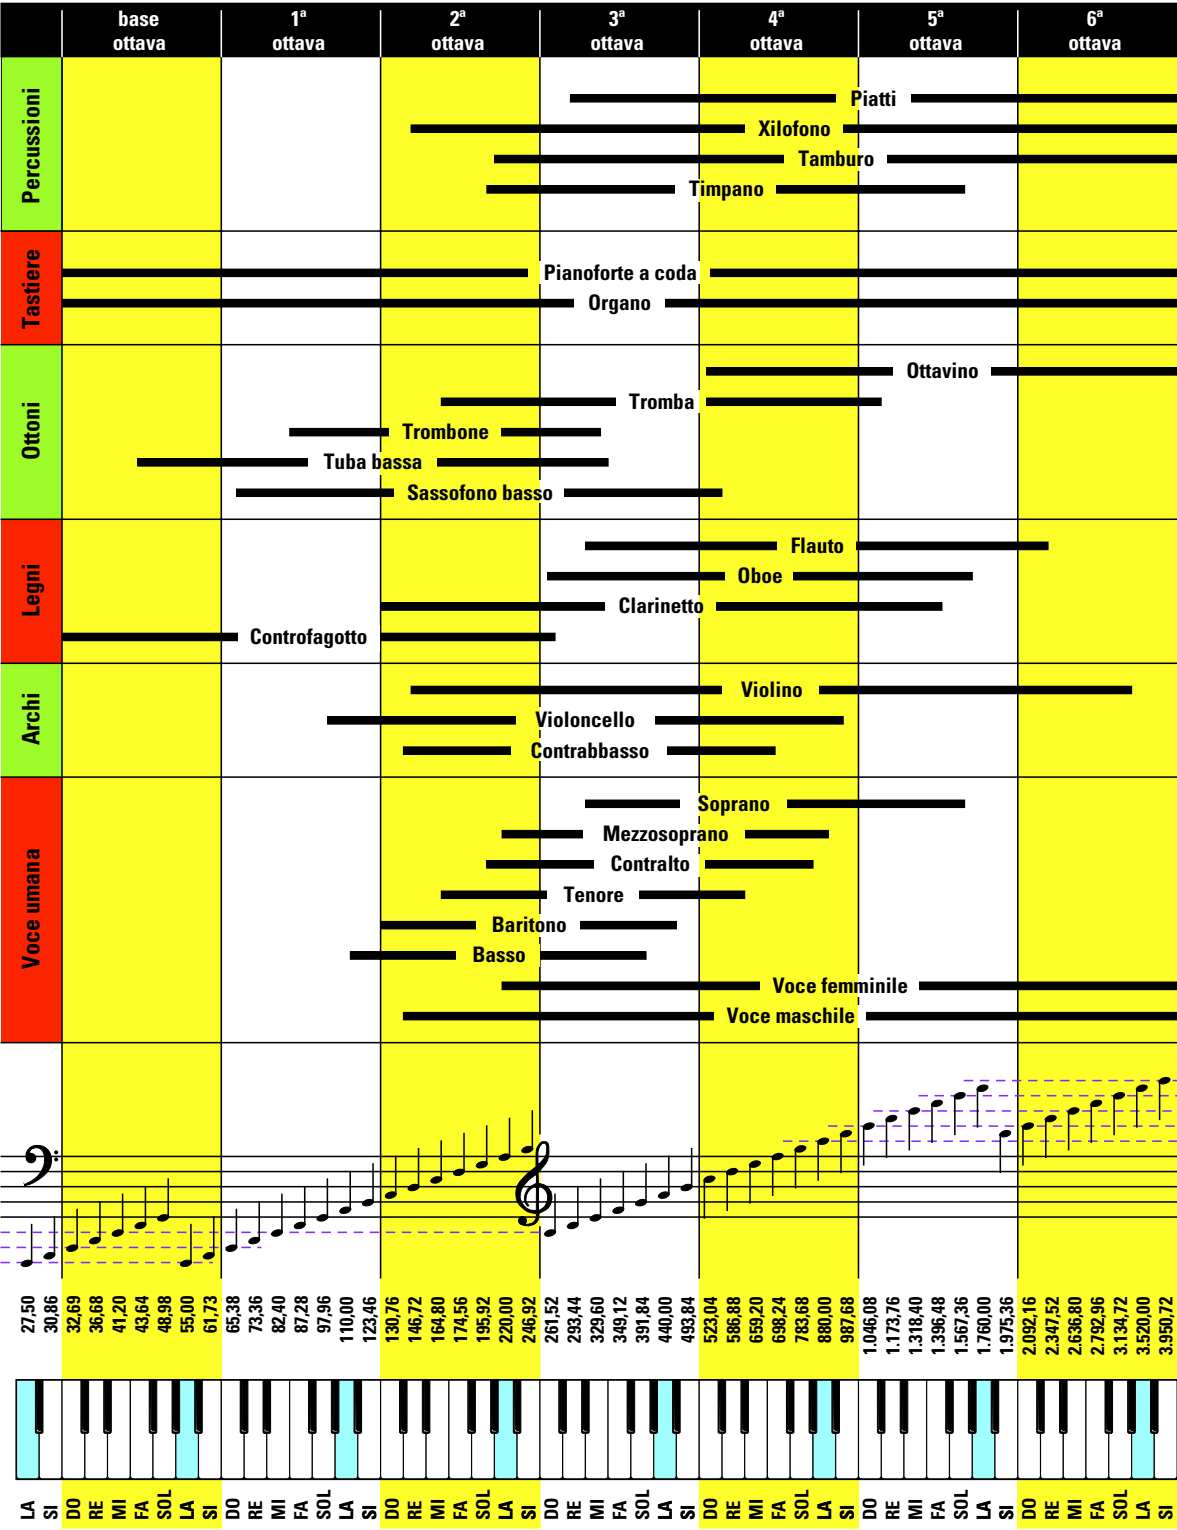 base
ottava
1ª
ottava
2ª
ottava
3ª
ottava
4ª
ottava
5ª
ottava
6ª
ottava
Percussioni
Piatti
Xilofono
Tamburo
Timpano
Tastiere
Pianoforte a coda
Organo
Ottoni
Ottavino
Tromba
Trombone
Tuba bassa
Sassofono basso
Legni
Flauto
Oboe
Clarinetto
Controfagotto
Archi
Violino
Violoncello
Contrabbasso
Voce umana
Soprano
Mezzosoprano
Contralto
Tenore
Baritono
Basso
Voce femminile
Voce maschile
27,50
30,86
32,69
36,68
41,20
43,64
48,98
55,00
61,73
65,38
73,36
82,40
87,28
97,96
110,00
123,46
130,76
146,72
164,80
174,56
195,92
220,00
246,92
261,52
293,44
329,60
349,12
391,84
440,00
493,84
523,04
586,88
659,20
698,24
783,68
880,00
987,68
1.046,08
1.173,76
1.318,40
1.396,48
1.567,36
1.760,00
1.975,36
2.092,16
2.347,52
2.636,80
2.792,96
3.134,72
3.520,00
3.950,72
LA
SI
DO
RE
MI
FA
SOL
LA
SI
DO
RE
MI
FA
SOL
LA
SI
DO
RE
MI
FA
SOL
LA
SI
DO
RE
MI
FA
SOL
LA
SI
DO
RE
MI
FA
SOL
LA
SI
DO
RE
MI
FA
SOL
LA
SI
DO
RE
MI
FA
SOL
LA
SI